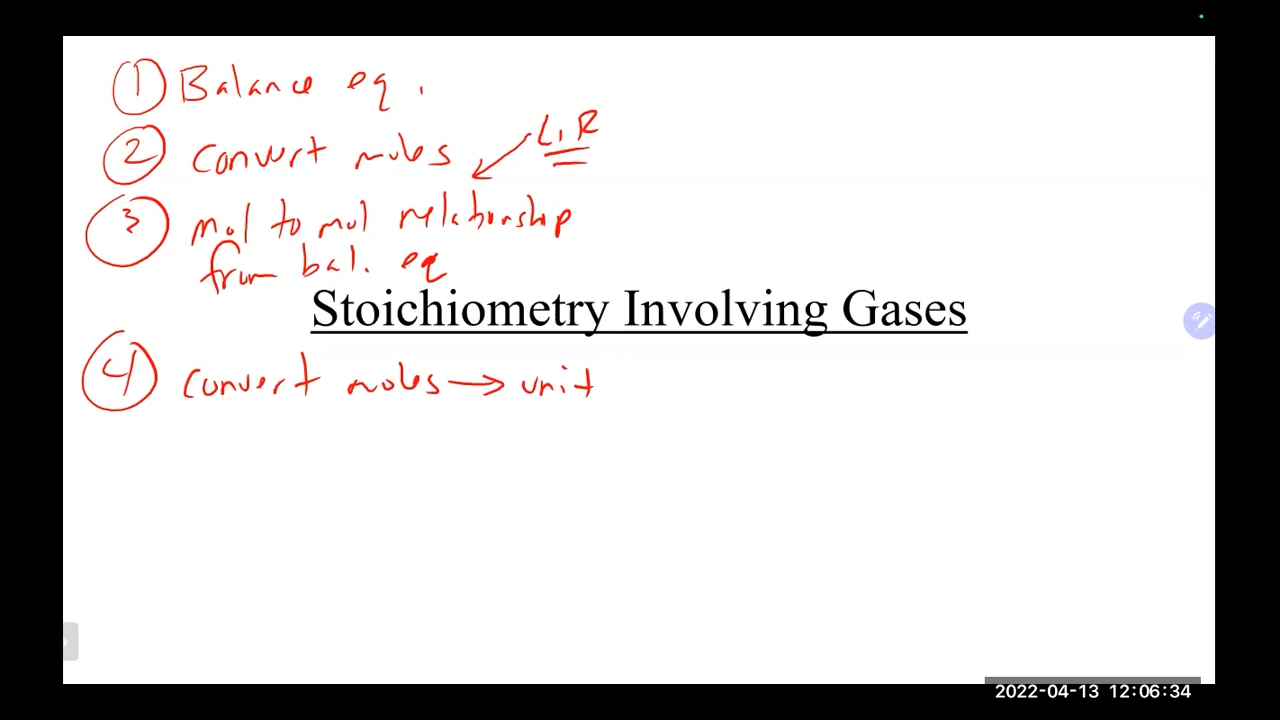 ① Balance eq.
② convert moles
L.R
③ mol to mol relationship
from bal. eq
Stoichiometry Involving Gases
④ convert moles → unit
2022-04-13 12:06:34